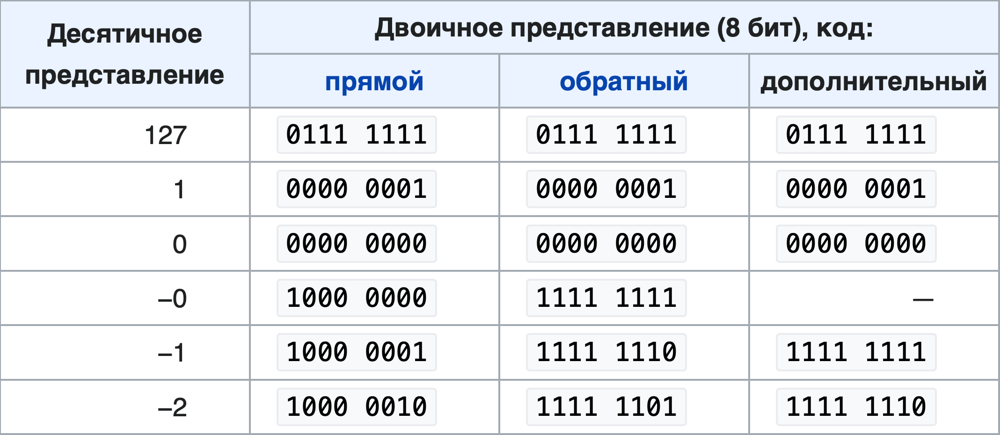 Десятичное
представление
Двоичное представление (8 бит), код:
прямой обратный дополнительный
127 0111 1111 0111 1111 0111 1111
1 0000 0001 0000 0001 0000 0001
0 0000 0000 0000 0000 0000 0000
−0 1000 0000 1111 1111 —
−1 1000 0001 1111 1110 1111 1111
−2 1000 0010 1111 1101 1111 1110